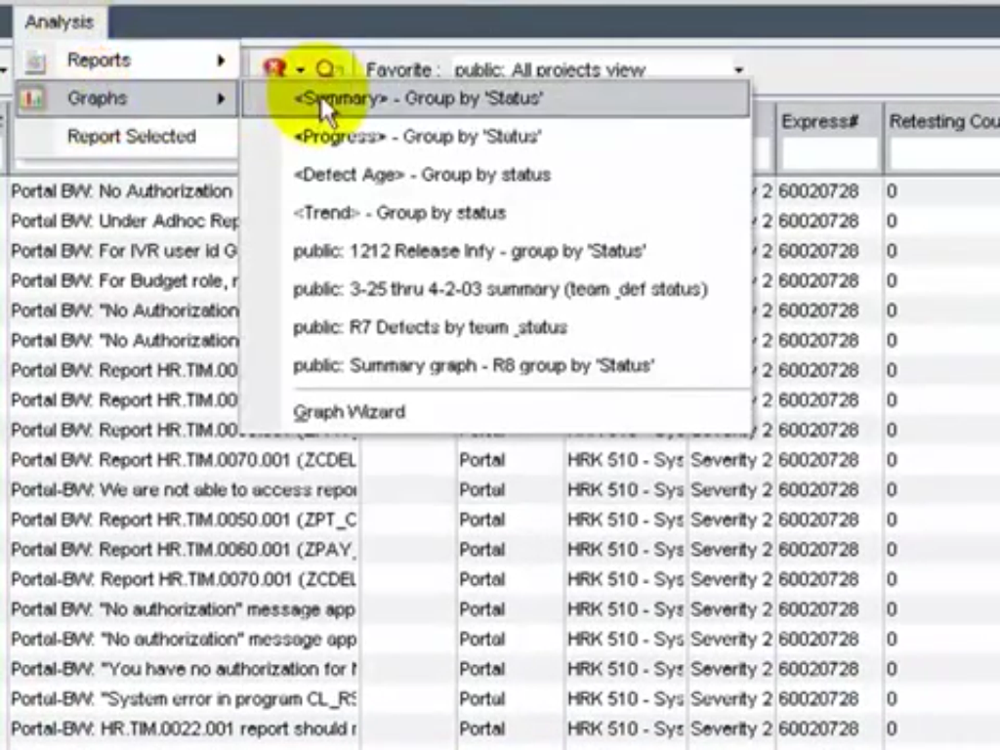 Analysis
Reports
Favorite : public: All projects view
Graphs
<Summary> - Group by 'Status'
Express#
Retesting Cou
Report Selected
<Progress> - Group by 'Status'
<Defect Age> - Group by status
Portal BW: No Authorization 2 60020728 0
<Trend> - Group by status
Portal BW: Under Adhoc Rep 2 60020728 0
public: 1212 Release Infy - group by 'Status'
Portal BW: For IVR user id G 2 60020728 0
Portal BW: For Budget role, r 2 60020728 0
public: 3-25 thru 4-2-03 summary (team _def status)
Portal BW: "No Authorization 2 60020728 0
public: R7 Defects by team _status
Portal BW: "No Authorization 2 60020728 0
public: Summary graph - R8 group by 'Status'
Portal BW: Report HR.TIM.00 2 60020728 0
Portal BW: Report HR.TIM.00 2 60020728 0
Graph Wizard
Portal BW: Report HR.TIM.00 2 60020728 0
Portal BW: Report HR.TIM.0070.001 (ZCDEL Portal HRK 510 - Sys Severity 2 60020728 0
Portal-BW: We are not able to access repor Portal HRK 510 - Sys Severity 2 60020728 0
Portal BW: Report HR.TIM.0050.001 (ZPT_C Portal HRK 510 - Sys Severity 2 60020728 0
Portal BW: Report HR.TIM.0060.001 (ZPAY_ Portal HRK 510 - Sys Severity 2 60020728 0
Portal-BW: Report HR.TIM.0070.001 (ZCDEL Portal HRK 510 - Sys Severity 2 60020728 0
Portal BW: "No authorization" message app Portal HRK 510 - Sys Severity 2 60020728 0
Portal-BW: "No authorization" message app Portal HRK 510 - Sys Severity 2 60020728 0
Portal-BW: "You have no authorization for Portal HRK 510 - Sys Severity 2 60020728 0
Portal-BW: "System error in program CL_RS Portal HRK 510 - Sys Severity 2 60020728 0
Portal-BW: HR.TIM.0022.001 report should r Portal HRK 510 - Sys Severity 2 60020728 0